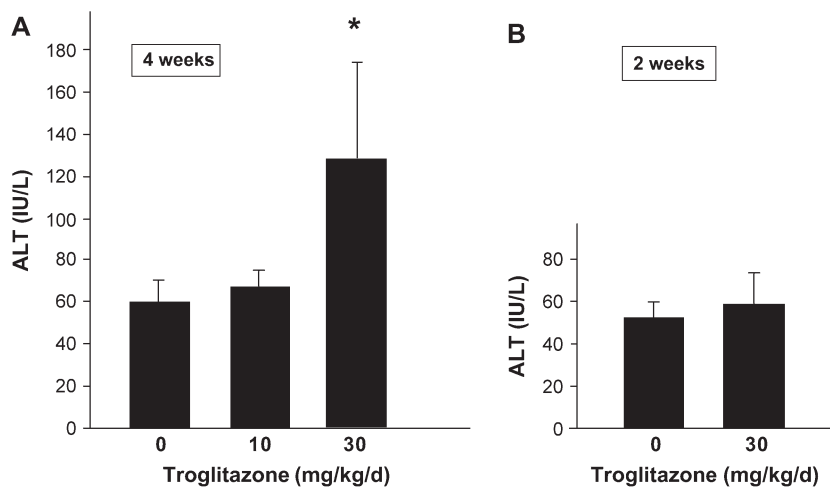 A
4 weeks
*
ALT (IU/L)
180
160
140
120
100
80
60
40
20
0
0 10 30
Troglitazone (mg/kg/d)
B
2 weeks
ALT (IU/L)
80
60
40
20
0
0 30
Troglitazone (mg/kg/d)